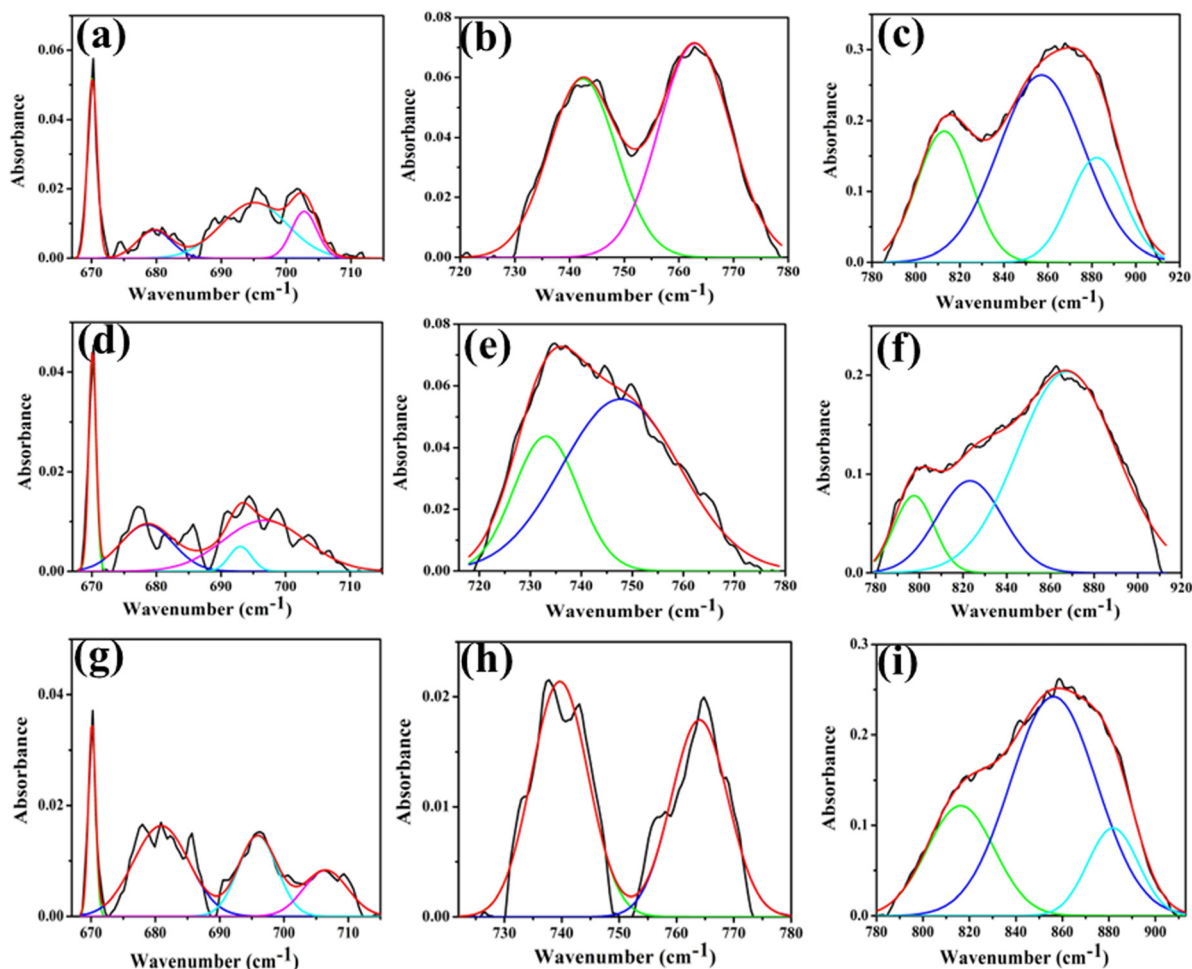 (a)
0.06
0.04
0.02
0.00
Absorbance
670 680 690 700 710
Wavenumber (cm-1)
(b)
0.08
0.06
0.04
0.02
0.00
Absorbance
720 730 740 750 760 770 780
Wavenumber (cm-1)
(c)
0.3
0.2
0.1
0.0
Absorbance
780 800 820 840 860 880 900 920
Wavenumber (cm-1)
(d)
0.04
0.02
0.00
Absorbance
670 680 690 700 710
Wavenumber (cm-1)
(e)
0.08
0.06
0.04
0.02
0.00
Absorbance
720 730 740 750 760 770 780
Wavenumber (cm-1)
(f)
0.2
0.1
0.0
Absorbance
780 800 820 840 860 880 900 920
Wavenumber (cm-1)
(g)
0.04
0.02
0.00
Absorbance
670 680 690 700 710
Wavenumber (cm-1)
(h)
0.02
0.01
0.00
Absorbance
730 740 750 760 770 780
Wavenumber (cm-1)
(i)
0.3
0.2
0.1
0.0
Absorbance
780 800 820 840 860 880 900
Wavenumber (cm-1)